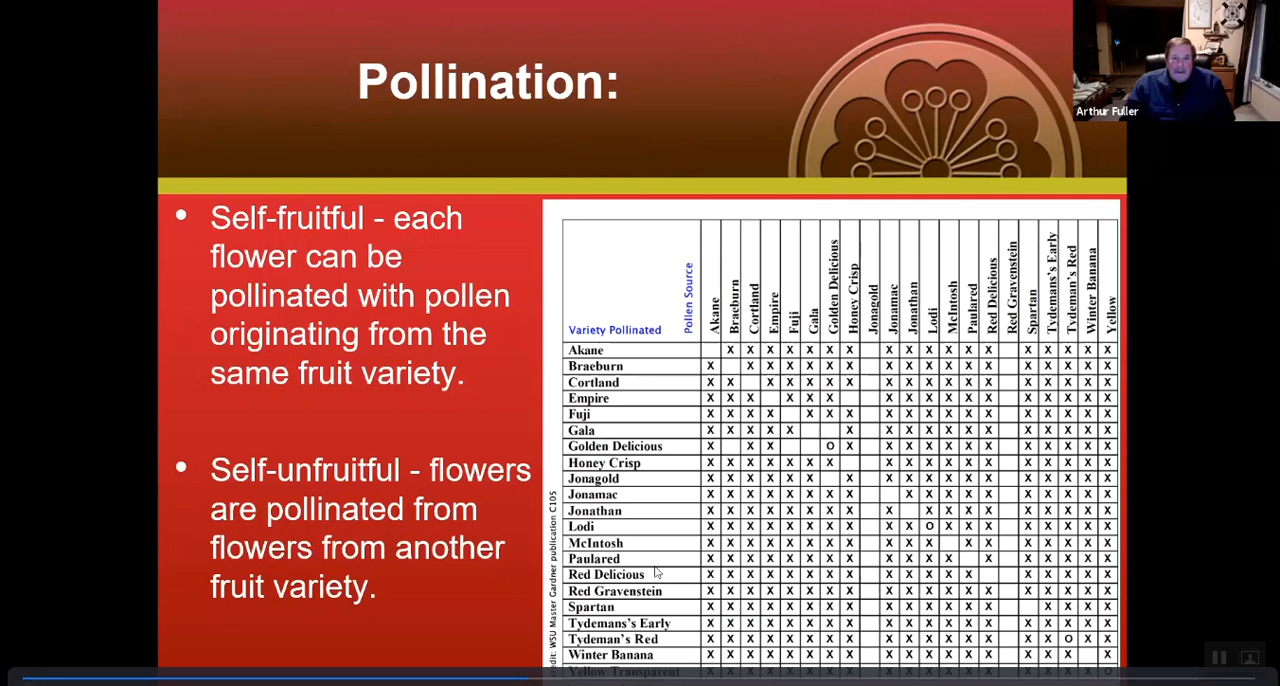 Pollination:
Arthur Fuller
• Self-fruitful - each
flower can be
pollinated with pollen
originating from the
same fruit variety.
• Self-unfruitful - flowers
are pollinated from
flowers from another
fruit variety.
credit: WSU Master Gardner publication C105
Variety Pollinated
Pollen Source
Akane
Braeburn
Cortland
Empire
Fuji
Gala
Golden Delicious
Honey Crisp
Jonagold
Jonamac
Jonathan
Lodi
McIntosh
Paulared
Red Delicious
Red Gravenstein
Spartan
Tydemans's Early
Tydeman's Red
Winter Banana
Yellow
Akane X X X X X X X X X X X X X X X X X X
Braeburn X X X X X X X X X X X X X X X X X X
Cortland X X X X X X X X X X X X X X X X X X
Empire X X X X X X X X X X X X X X X X X
Fuji X X X X X X X X X X X X X X X X X X
Gala X X X X X X X X X X X X X X X X X
Golden Delicious X X X O X X X X X X X X X X X X
Honey Crisp X X X X X X X X X X X X X X X X X X
Jonagold X X X X X X X X X X X X X X X X X X
Jonamac X X X X X X X X X X X X X X X X X X
Jonathan X X X X X X X X X X X X X X X X X X
Lodi X X X X X X X X X X O X X X X X X X X
McIntosh X X X X X X X X X X X X X X X X X X
Paulared X X X X X X X X X X X X X X X X X X
Red Delicious X X X X X X X X X X X X X X X X X X
Red Gravenstein X X X X X X X X X X X X X X X X X X X
Spartan X X X X X X X X X X X X X X X X X X
Tydemans's Early X X X X X X X X X X X X X X X X X X X
Tydeman's Red X X X X X X X X X X X X X X X X O X X
Winter Banana X X X X X X X X X X X X X X X X X X
Yellow Transparent